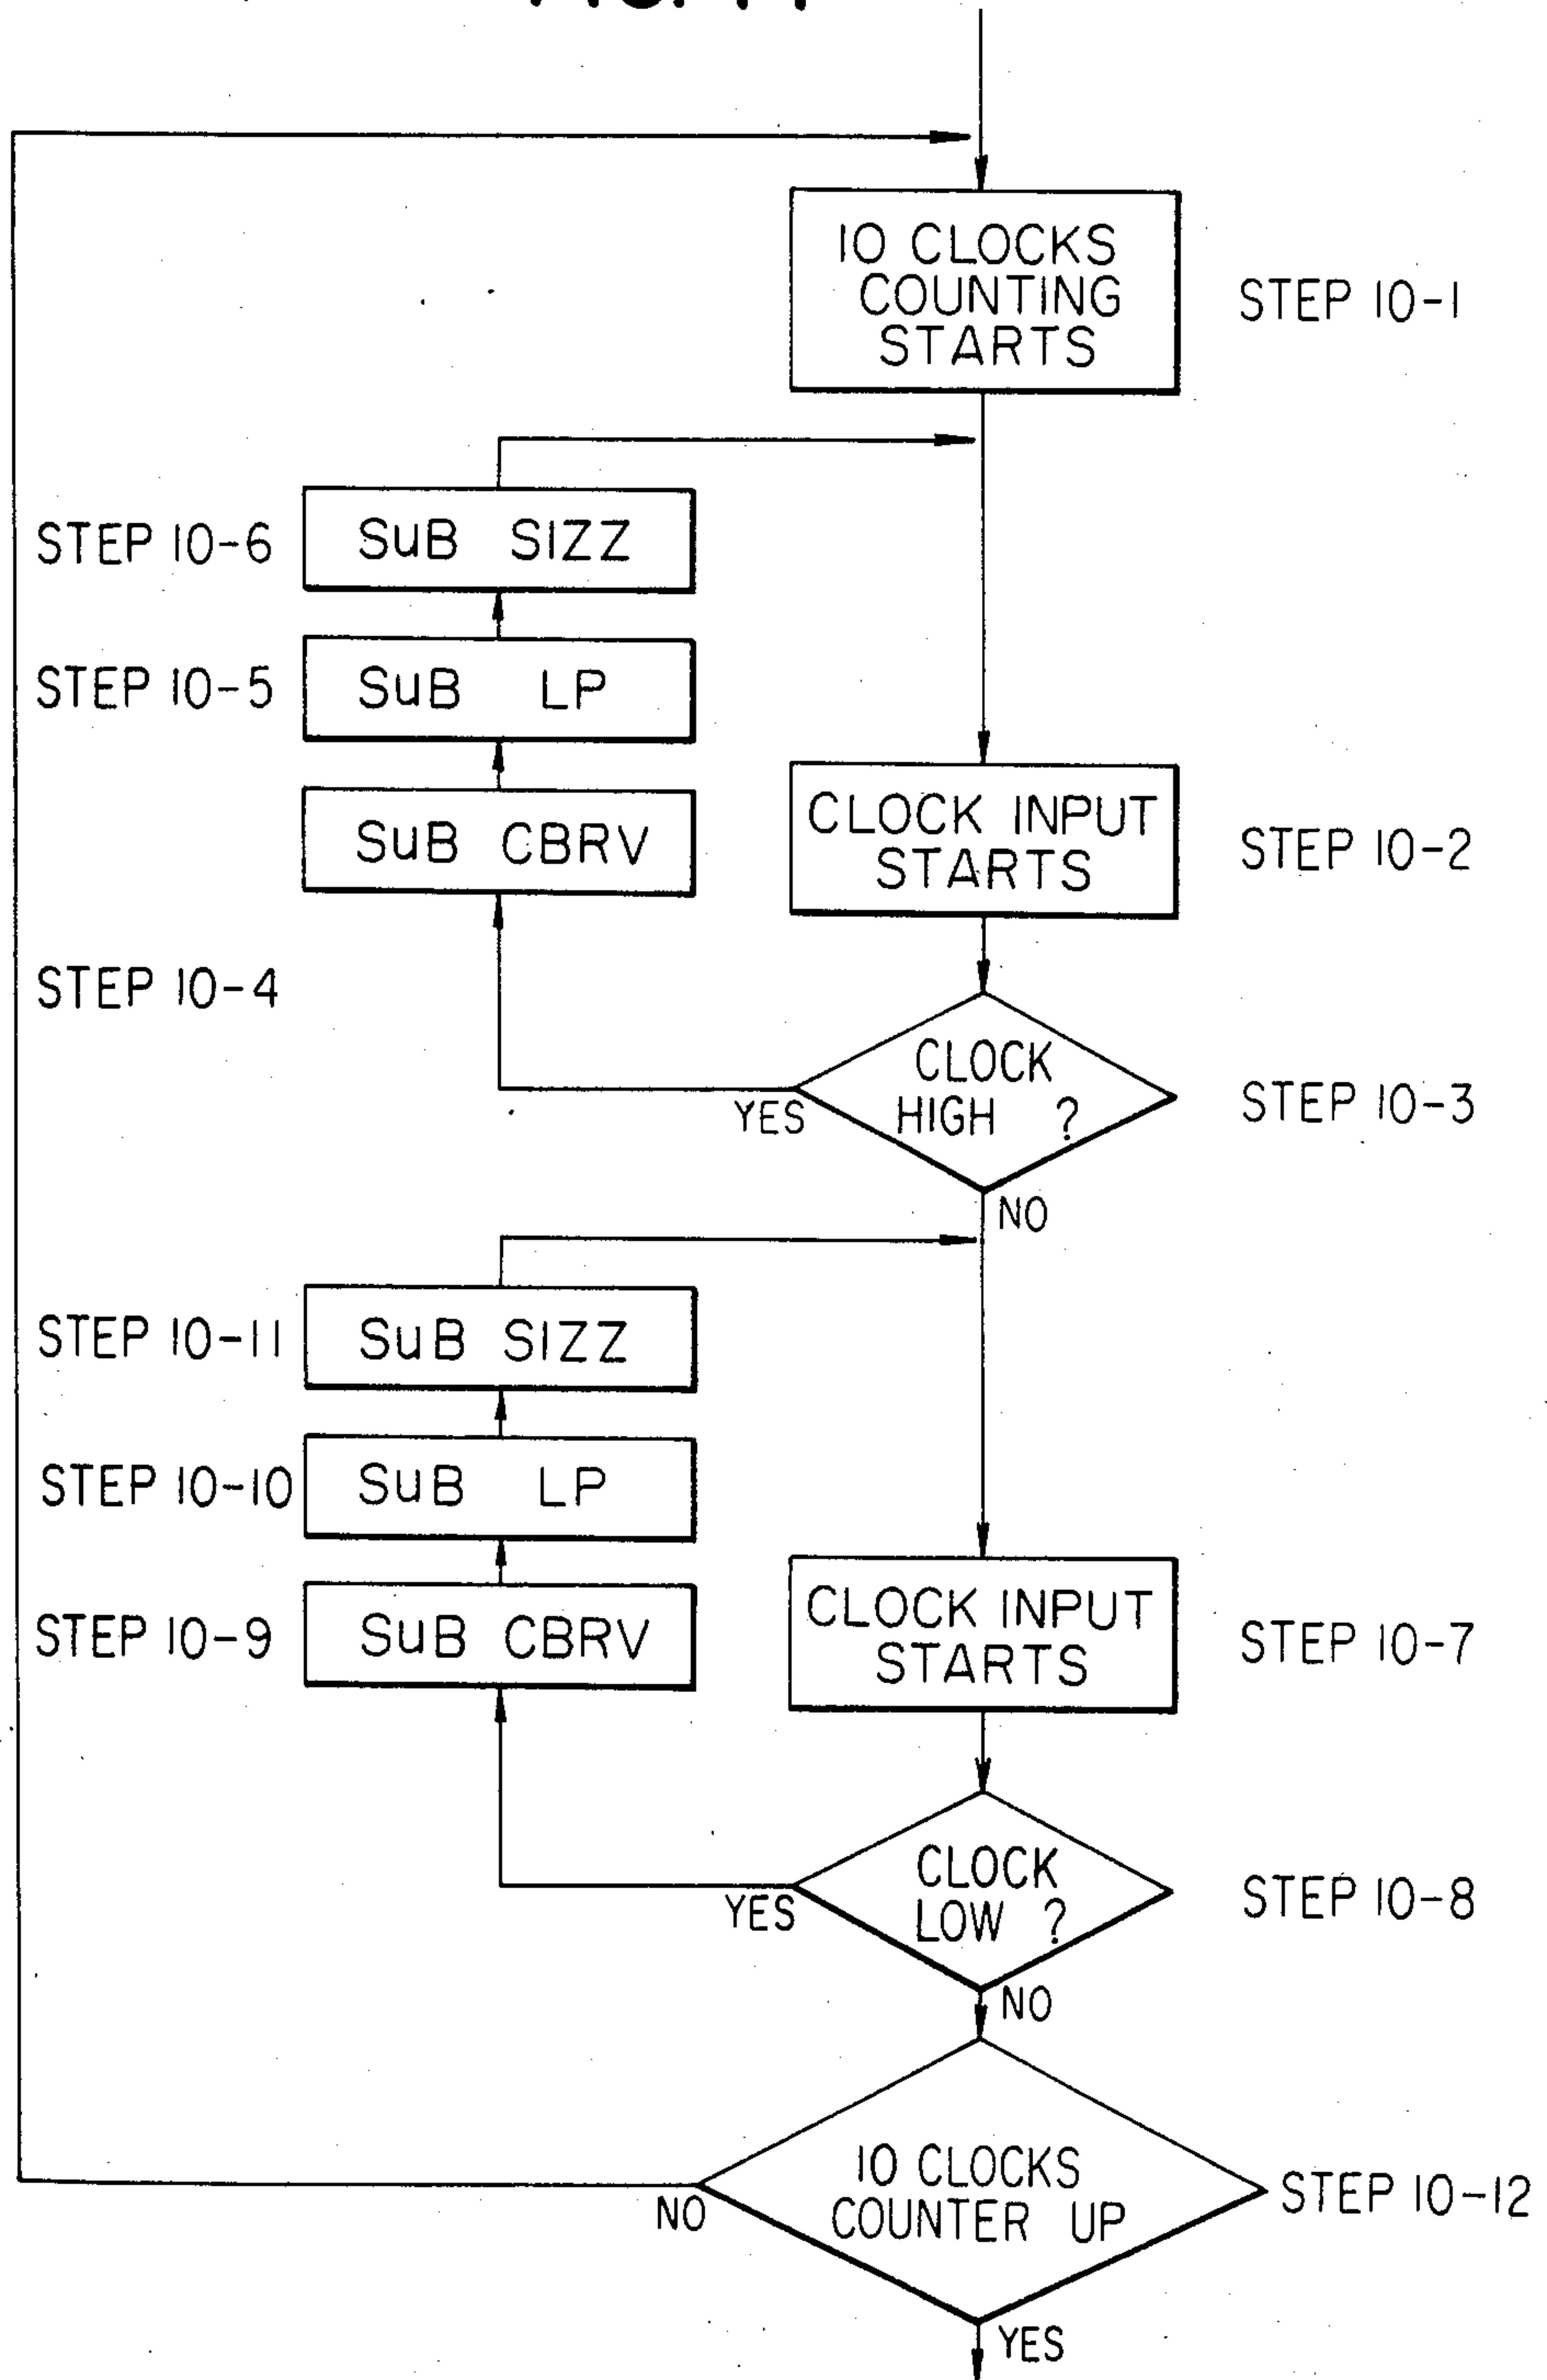 10 CLOCKS
COUNTING
STARTS
STEP 10-1
STEP 10-6
SuB SIZZ
STEP 10-5
SuB LP
SuB CBRV
CLOCK INPUT
STARTS
STEP 10-2
STEP 10-4
CLOCK
HIGH ?
STEP 10-3
YES
NO
STEP 10-11
SuB SIZZ
STEP 10-10
SuB LP
STEP 10-9
SuB CBRV
CLOCK INPUT
STARTS
STEP 10-7
CLOCK
LOW ?
STEP 10-8
YES
NO
10 CLOCKS
COUNTER UP
STEP 10-12
NO
YES